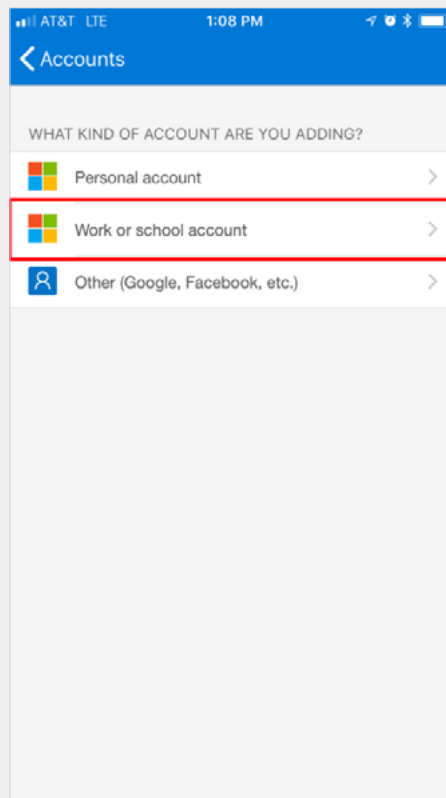 AT&T LTE 1:08 PM
Accounts
WHAT KIND OF ACCOUNT ARE YOU ADDING?
Personal account
Work or school account
Other (Google, Facebook, etc.)